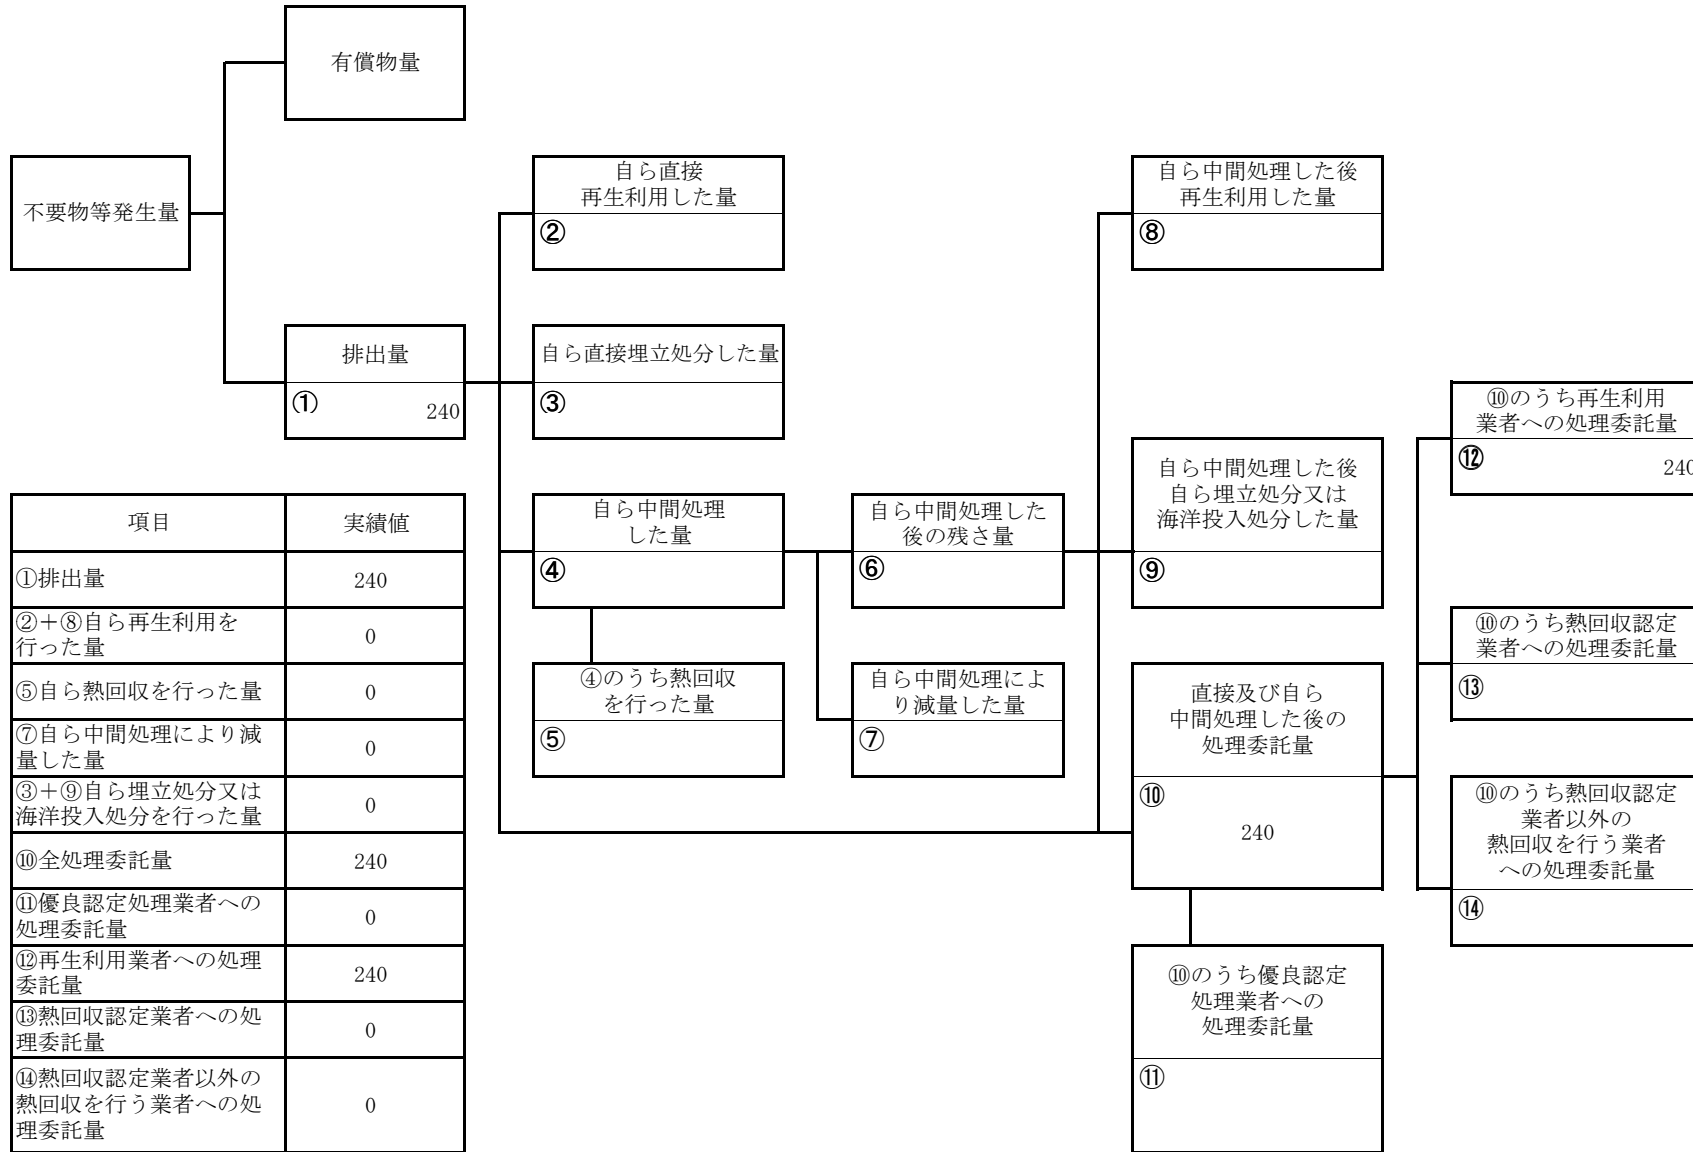 有償物量
不要物等発生量
自ら直接
再生利用した量
②
自ら中間処理した後
再生利用した量
⑧
排出量
①
240
自ら直接埋立処分した量
③
⑩のうち再生利用
業者への処理委託量
⑫
240
自ら中間処理
した量
④
自ら中間処理した
後の残さ量
⑥
自ら中間処理した後
自ら埋立処分又は
海洋投入処分した量
⑨
④のうち熱回収
を行った量
⑤
自ら中間処理によ
り減量した量
⑦
直接及び自ら
中間処理した後の
処理委託量
⑩
240
⑩のうち熱回収認定
業者への処理委託量
⑬
⑩のうち熱回収認定
業者以外の
熱回収を行う業者
への処理委託量
⑭
⑩のうち優良認定
処理業者への
処理委託量
⑪
項目 実績値
①排出量 240
②+⑧自ら再生利用を
行った量 0
⑤自ら熱回収を行った量 0
⑦自ら中間処理により減
量した量 0
③+⑨自ら埋立処分又は
海洋投入処分を行った量 0
⑩全処理委託量 240
⑪優良認定処理業者への
処理委託量 0
⑫再生利用業者への処理
委託量 240
⑬熱回収認定業者への処
理委託量 0
⑭熱回収認定業者以外の
熱回収を行う業者への処
理委託量 0